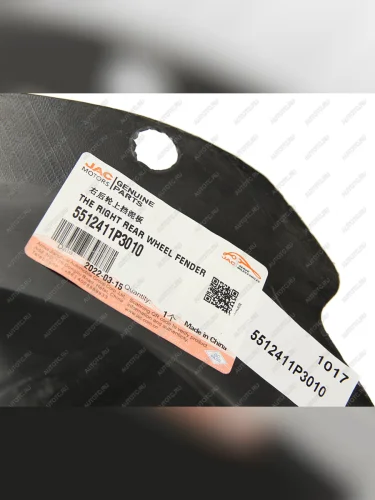 JAC GENUINE
MOTORS PARTS
右后轮上挡泥板
THE RIGHT REAR WHEEL FENDER
5512411P3010
JAC
2022-03-15
Quantity:
1个
Made in China
1017
5512411P3010